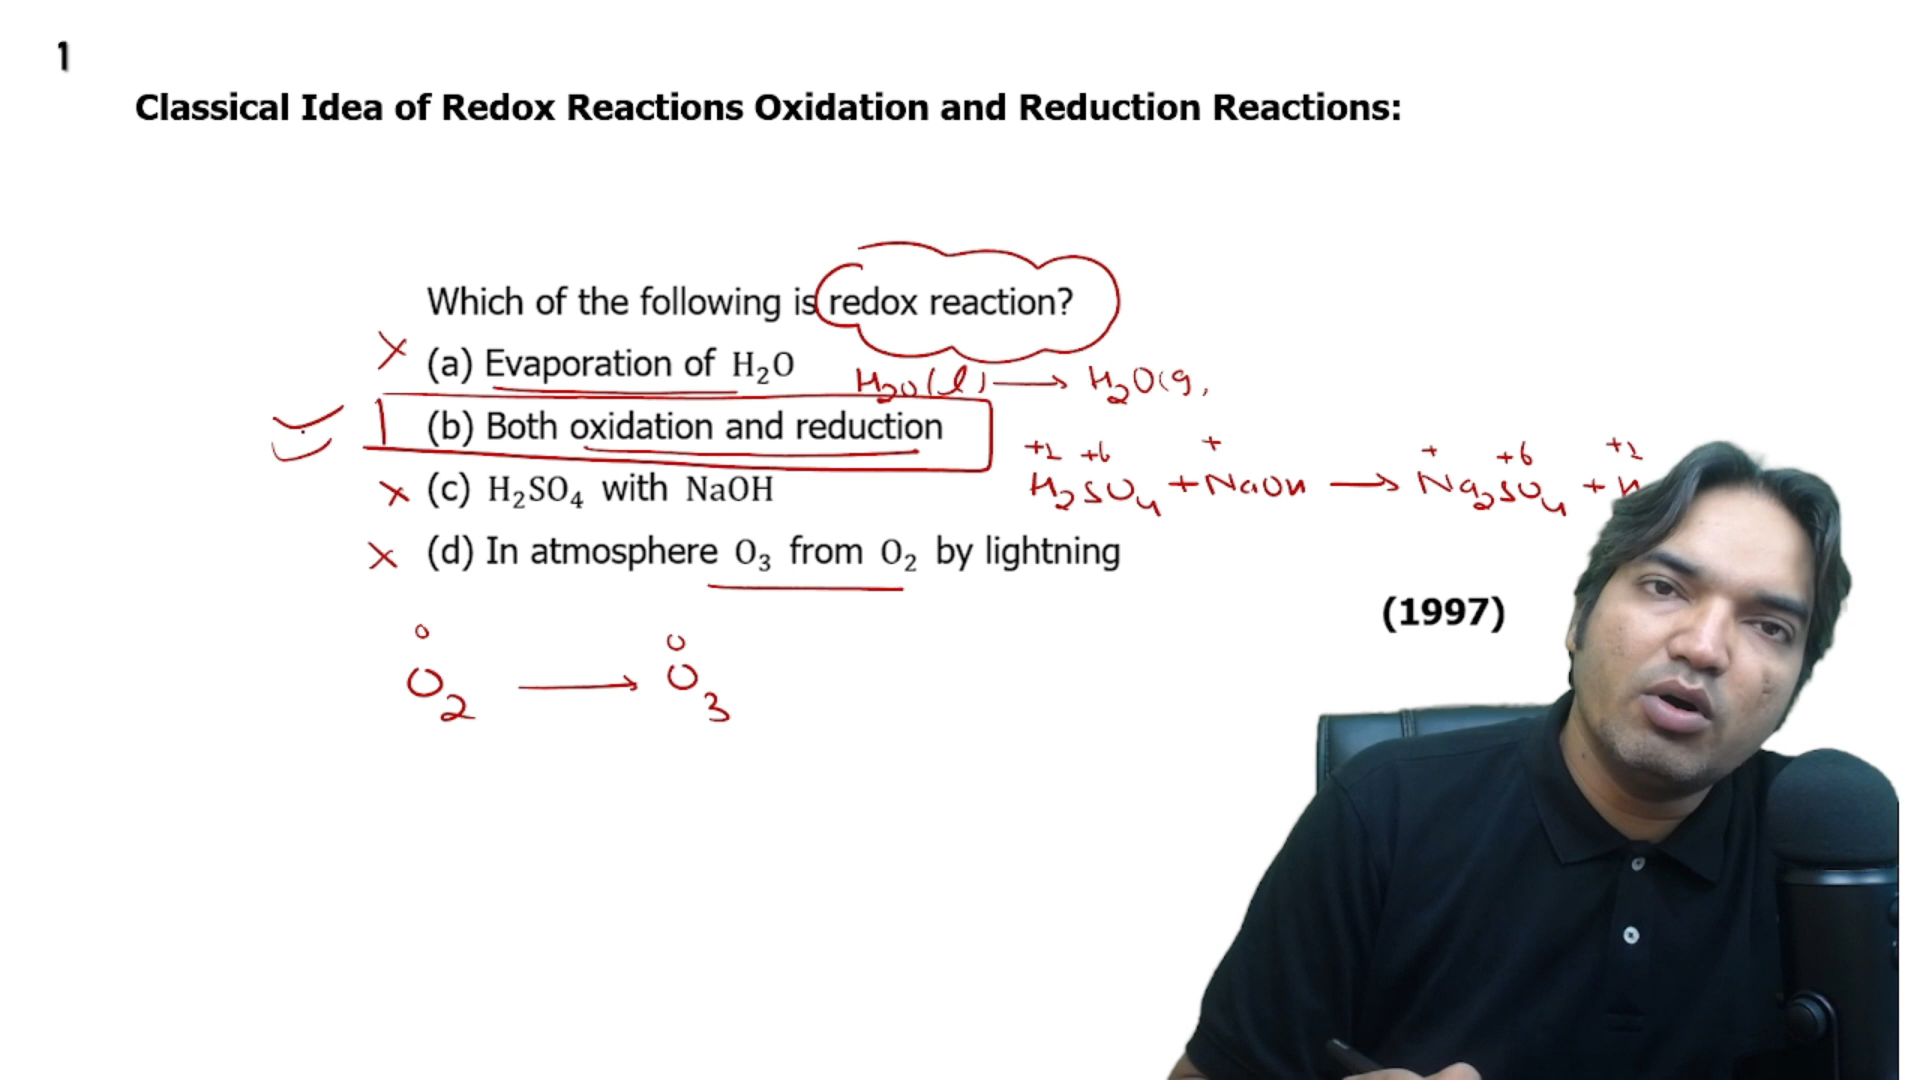 1
Classical Idea of Redox Reactions Oxidation and Reduction Reactions:
Which of the following is redox reaction?
(a) Evaporation of H₂O
H₂O(l) ⟶ H₂O(g,
(b) Both oxidation and reduction
+1 +6 + + +6 +1
(c) H₂SO₄ with NaOH
H₂SO₄ + NaOH ⟶ Na₂SO₄ +
(d) In atmosphere O₃ from O₂ by lightning
(1997)
0 0
O₂ ⟶ O₃